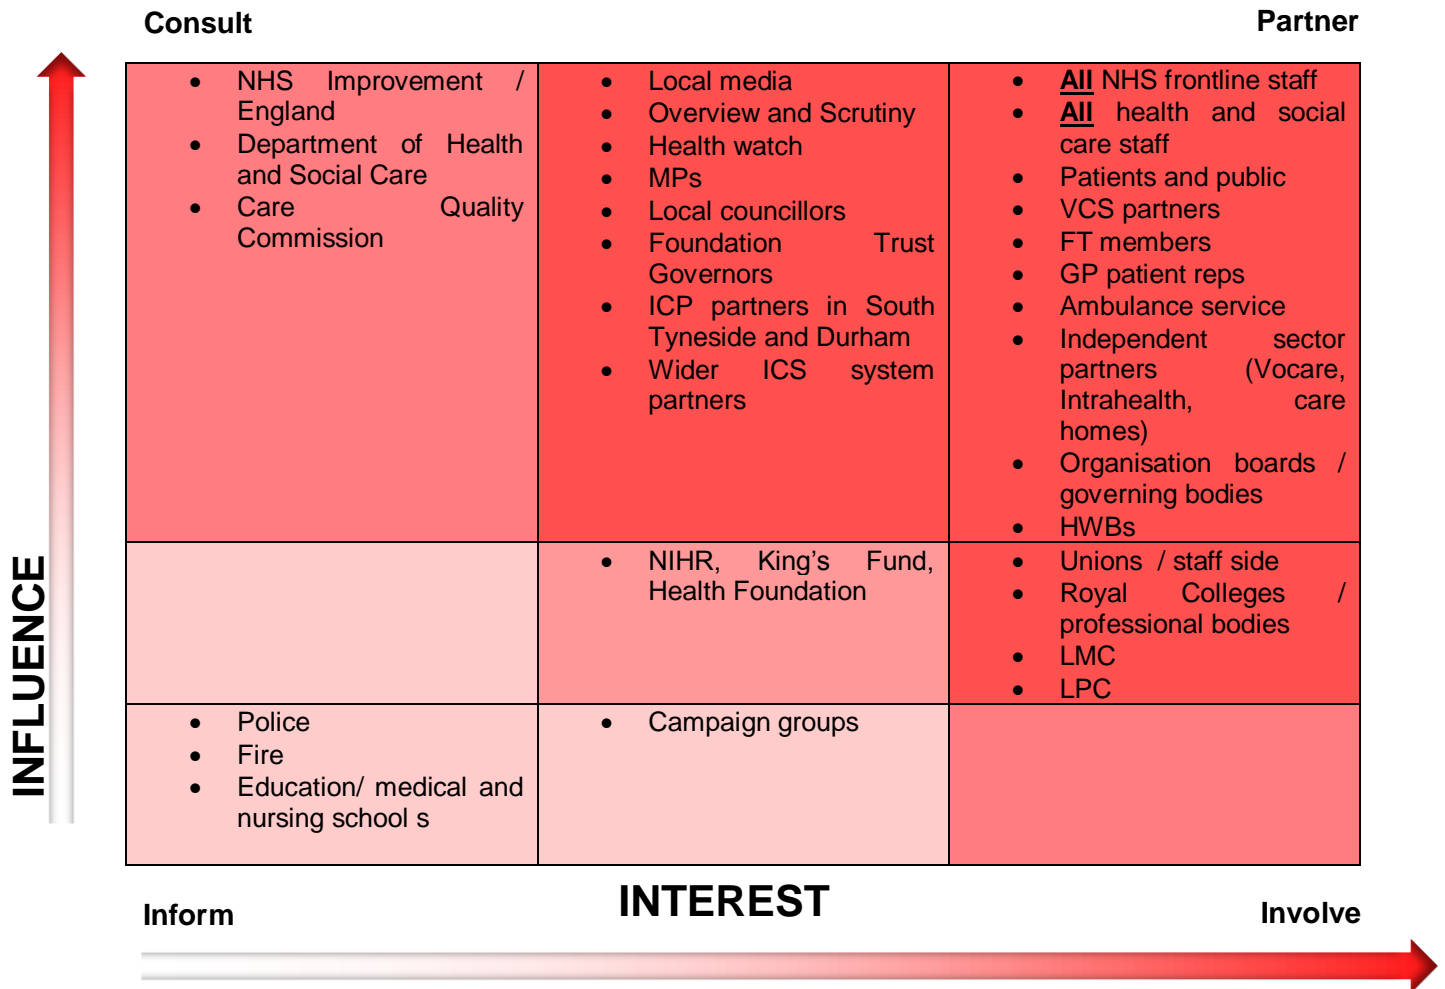 Consult
Partner
• NHS Improvement /
England
• Department of Health
and Social Care
• Care Quality
Commission
• Local media
• Overview and Scrutiny
• Health watch
• MPs
• Local councillors
• Foundation Trust
Governors
• ICP partners in South
Tyneside and Durham
• Wider ICS system
partners
• All NHS frontline staff
• All health and social
care staff
• Patients and public
• VCS partners
• FT members
• GP patient reps
• Ambulance service
• Independent sector
partners (Vocare,
Intrahealth, care
homes)
• Organisation boards /
governing bodies
• HWBs
• NIHR, King's Fund,
Health Foundation
• Unions / staff side
• Royal Colleges /
professional bodies
• LMC
• LPC
• Police
• Fire
• Education/ medical and
nursing school s
• Campaign groups
INFLUENCE
Inform
INTEREST
Involve